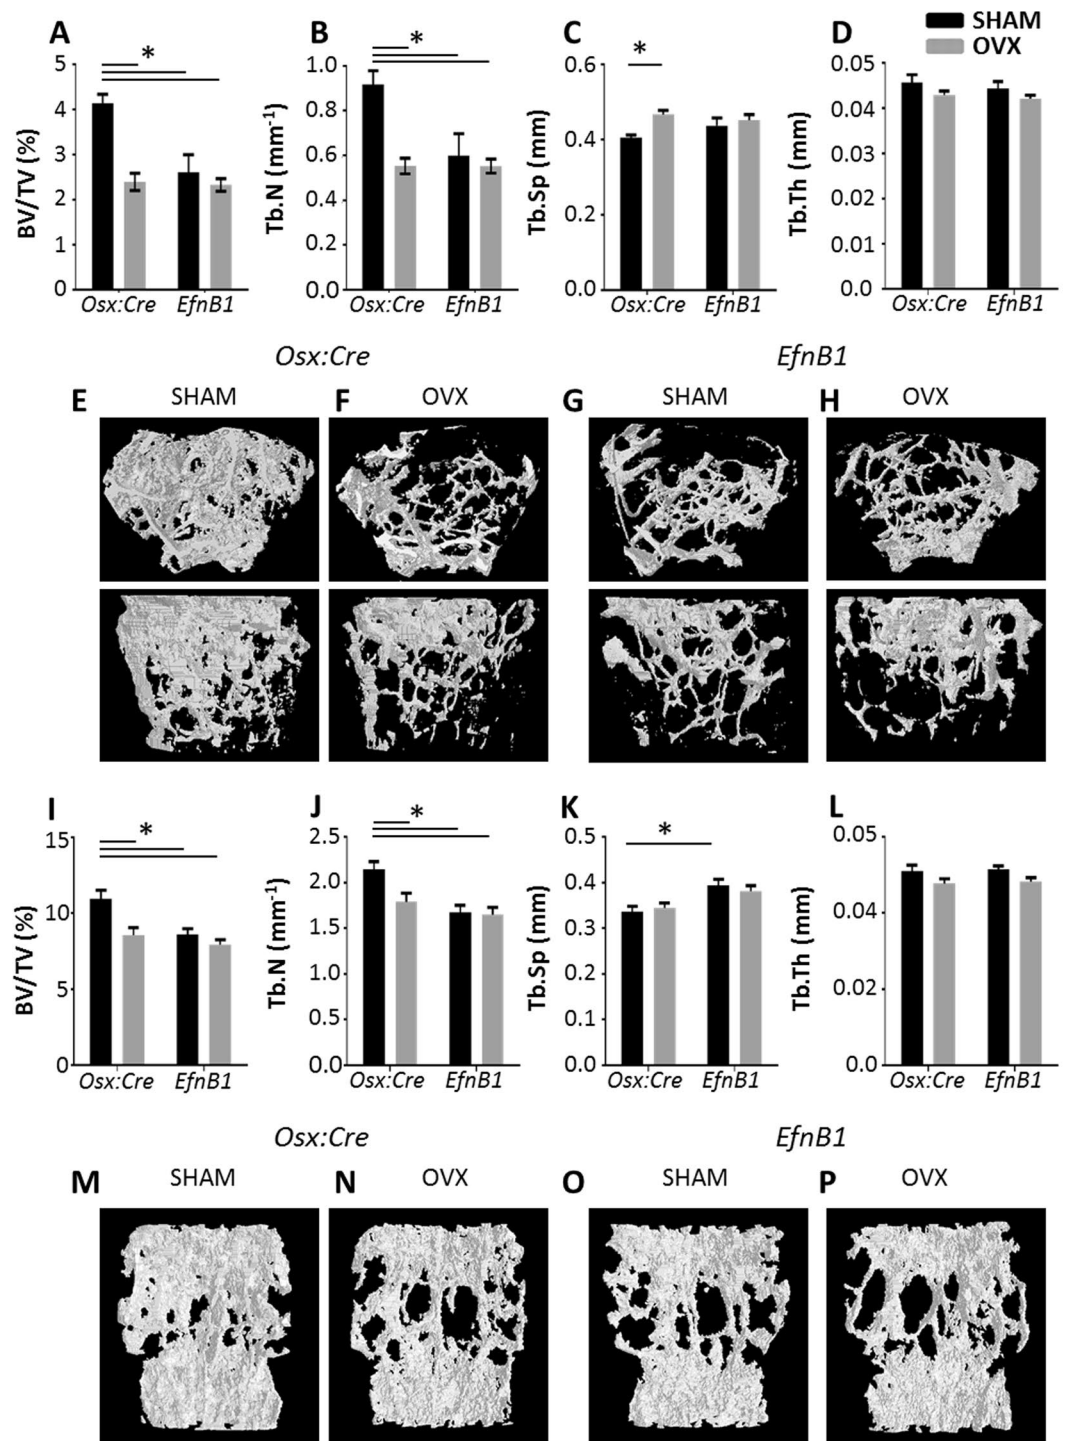 A
B
C
D
SHAM
OVX
BV/TV (%)
5
4
3
2
1
0
*
Osx:Cre EfnB1
Tb.N (mm-1)
1.0
0.8
0.6
0.4
0.2
0.0
*
Osx:Cre EfnB1
Tb.Sp (mm)
0.6
0.4
0.2
0.0
*
Osx:Cre EfnB1
Tb.Th (mm)
0.05
0.04
0.03
0.02
0.01
0.0
Osx:Cre EfnB1
Osx:Cre EfnB1
E SHAM F OVX G SHAM H OVX
I
J
K
L
BV/TV (%)
15
10
5
0
*
Osx:Cre EfnB1
Tb.N (mm-1)
2.5
2.0
1.5
1.0
0.5
0.0
*
Osx:Cre EfnB1
Tb.Sp (mm)
0.5
0.4
0.3
0.2
0.1
0.0
*
Osx:Cre EfnB1
Tb.Th (mm)
0.05
0.04
0.02
0.0
Osx:Cre EfnB1
Osx:Cre EfnB1
M SHAM N OVX O SHAM P OVX